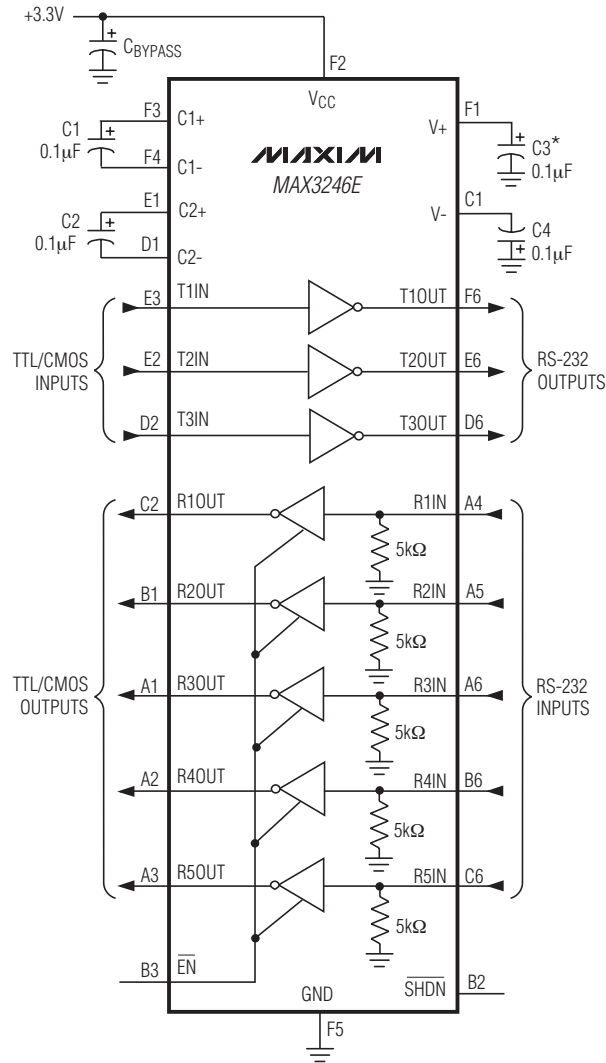 +3.3V
CBYPASS
F2
VCC
F3
C1+
C1
0.1μF
F4
C1-
E1
C2+
C2
0.1μF
D1
C2-
MAXIM
MAX3246E
F1
V+
C3*
0.1μF
C1
V-
C4
0.1μF
TTL/CMOS
INPUTS
E3 T1IN T1OUT F6
E2 T2IN T2OUT E6
D2 T3IN T3OUT D6
RS-232
OUTPUTS
C2 R1OUT R1IN A4
5kΩ
B1 R2OUT R2IN A5
5kΩ
TTL/CMOS
OUTPUTS
A1 R3OUT R3IN A6
5kΩ
RS-232
INPUTS
A2 R4OUT R4IN B6
5kΩ
A3 R5OUT R5IN C6
5kΩ
B3 EN
SHDN B2
GND
F5